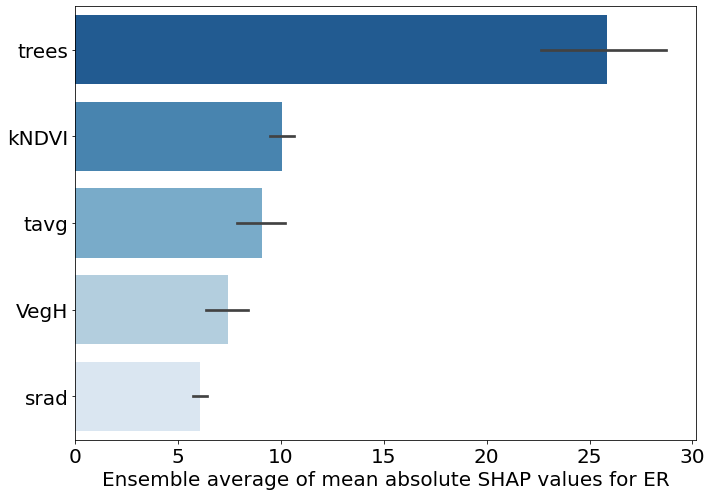 trees
kNDVI
tavg
VegH
srad
0 5 10 15 20 25 30
Ensemble average of mean absolute SHAP values for ER